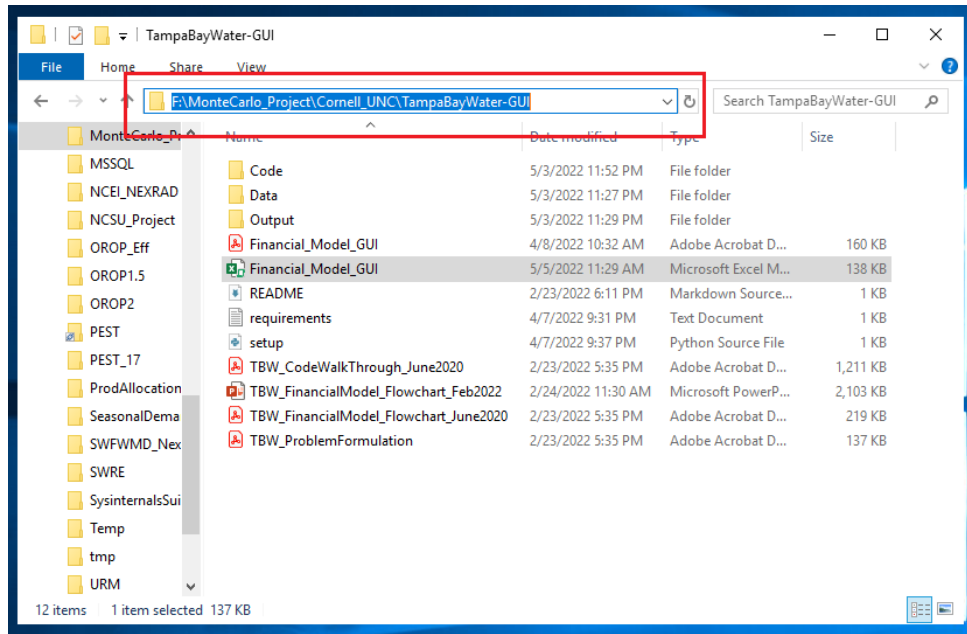 TampaBayWater-GUI
File Home Share View
F:\MonteCarlo_Project\Cornell_UNC\TampaBayWater-GUI Search TampaBayWater-GUI
Name Date modified Type Size
MonteCarlo_Pr
MSSQL
NCEI_NEXRAD
NCSU_Project
OROP_Eff
OROP1.5
OROP2
PEST
PEST_17
ProdAllocation
SeasonalDema
SWFWMD_Nex
SWRE
SysinternalsSui
Temp
tmp
URM
Code 5/3/2022 11:52 PM File folder
Data 5/3/2022 11:27 PM File folder
Output 5/3/2022 11:29 PM File folder
Financial_Model_GUI 4/8/2022 10:32 AM Adobe Acrobat D... 160 KB
Financial_Model_GUI 5/5/2022 11:29 AM Microsoft Excel M... 138 KB
README 2/23/2022 6:11 PM Markdown Source... 1 KB
requirements 4/7/2022 9:31 PM Text Document 1 KB
setup 4/7/2022 9:37 PM Python Source File 1 KB
TBW_CodeWalkThrough_June2020 2/23/2022 5:35 PM Adobe Acrobat D... 1,211 KB
TBW_FinancialModel_Flowchart_Feb2022 2/24/2022 11:30 AM Microsoft PowerP... 2,103 KB
TBW_FinancialModel_Flowchart_June2020 2/23/2022 5:35 PM Adobe Acrobat D... 219 KB
TBW_ProblemFormulation 2/23/2022 5:35 PM Adobe Acrobat D... 137 KB
12 items 1 item selected 137 KB